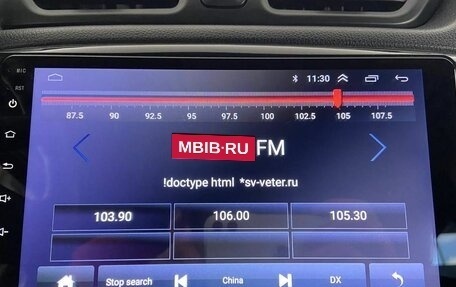 MIC
11:30
87.5 90 92.5 95 97.5 100 102.5 105 107.5
RST
MBIB·RU FM
!doctype html *sv-veter.ru
103.90 106.00 105.30
Stop search China DX